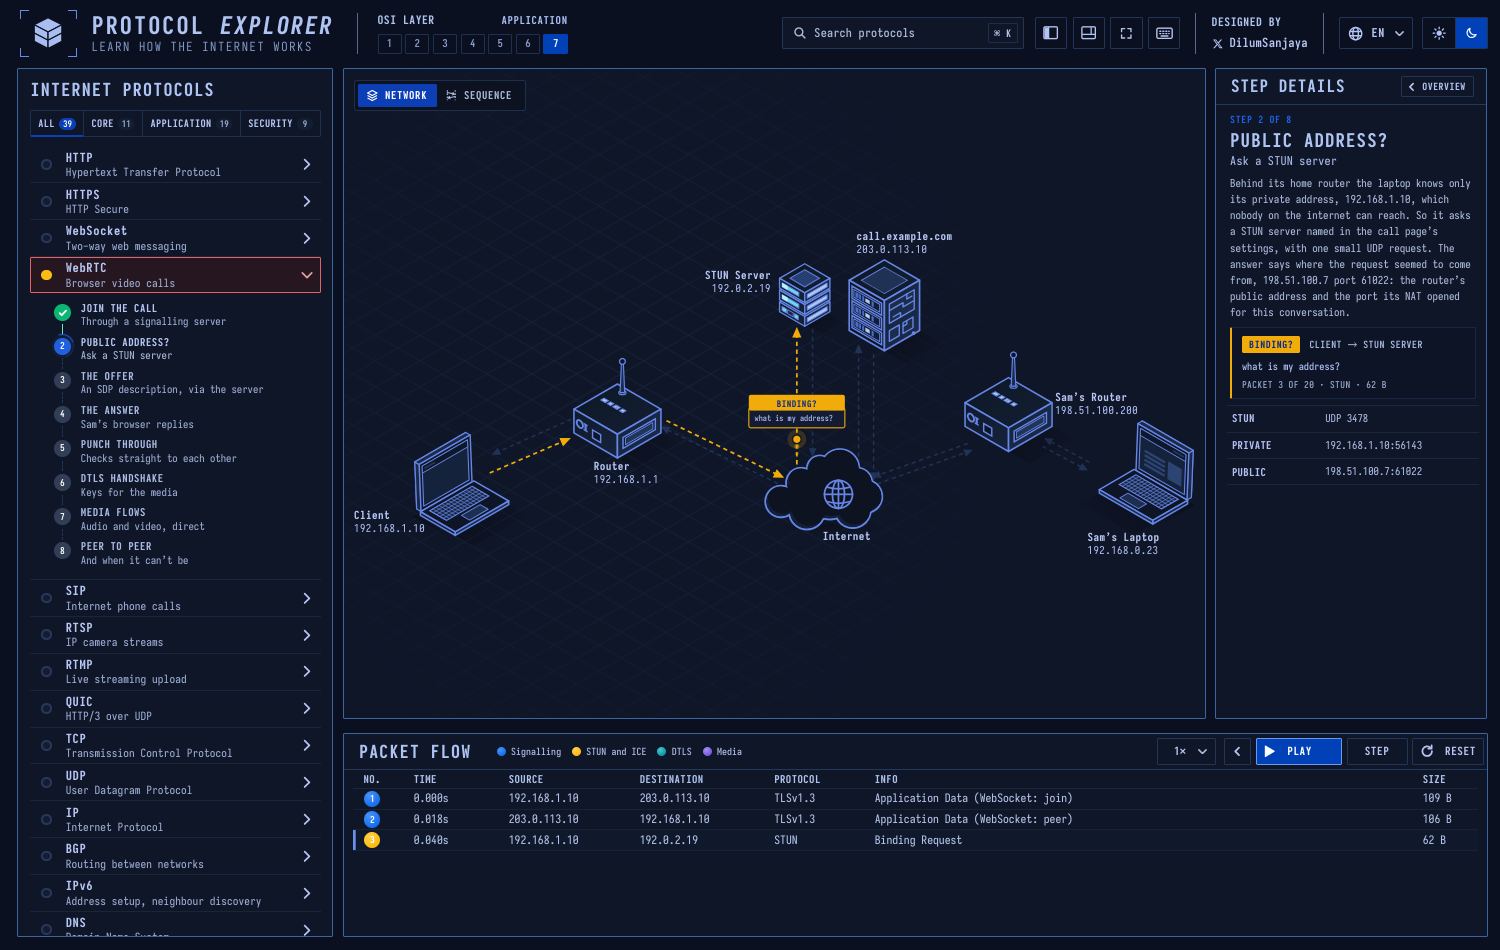 PROTOCOL EXPLORER
LEARN HOW THE INTERNET WORKS
OSI LAYER APPLICATION
1 2 3 4 5 6 7
Search protocols ⌘ K
DESIGNED BY
DilumSanjaya
EN
INTERNET PROTOCOLS
ALL 39 CORE 11 APPLICATION 19 SECURITY 9
HTTP
Hypertext Transfer Protocol
HTTPS
HTTP Secure
WebSocket
Two-way web messaging
WebRTC
Browser video calls
JOIN THE CALL
Through a signalling server
2 PUBLIC ADDRESS?
Ask a STUN server
3 THE OFFER
An SDP description, via the server
4 THE ANSWER
Sam's browser replies
5 PUNCH THROUGH
Checks straight to each other
6 DTLS HANDSHAKE
Keys for the media
7 MEDIA FLOWS
Audio and video, direct
8 PEER TO PEER
And when it can't be
SIP
Internet phone calls
RTSP
IP camera streams
RTMP
Live streaming upload
QUIC
HTTP/3 over UDP
TCP
Transmission Control Protocol
UDP
User Datagram Protocol
IP
Internet Protocol
BGP
Routing between networks
IPv6
Address setup, neighbour discovery
DNS
Domain Name System
NETWORK SEQUENCE
call.example.com
203.0.113.10
STUN Server
192.0.2.19
BINDING?
what is my address?
Router
192.168.1.1
Client
192.168.1.10
Internet
Sam's Router
198.51.100.200
Sam's Laptop
192.168.0.23
STEP DETAILS OVERVIEW
STEP 2 OF 8
PUBLIC ADDRESS?
Ask a STUN server
Behind its home router the laptop knows only
its private address, 192.168.1.10, which
nobody on the internet can reach. So it asks
a STUN server named in the call page's
settings, with one small UDP request. The
answer says where the request seemed to come
from, 198.51.100.7 port 61022: the router's
public address and the port its NAT opened
for this conversation.
BINDING? CLIENT → STUN SERVER
what is my address?
PACKET 3 OF 20 · STUN · 62 B
STUN UDP 3478
PRIVATE 192.168.1.10:56143
PUBLIC 198.51.100.7:61022
PACKET FLOW Signalling STUN and ICE DTLS Media 1× PLAY STEP RESET
NO. TIME SOURCE DESTINATION PROTOCOL INFO SIZE
1 0.000s 192.168.1.10 203.0.113.10 TLSv1.3 Application Data (WebSocket: join) 109 B
2 0.018s 203.0.113.10 192.168.1.10 TLSv1.3 Application Data (WebSocket: peer) 106 B
3 0.040s 192.168.1.10 192.0.2.19 STUN Binding Request 62 B